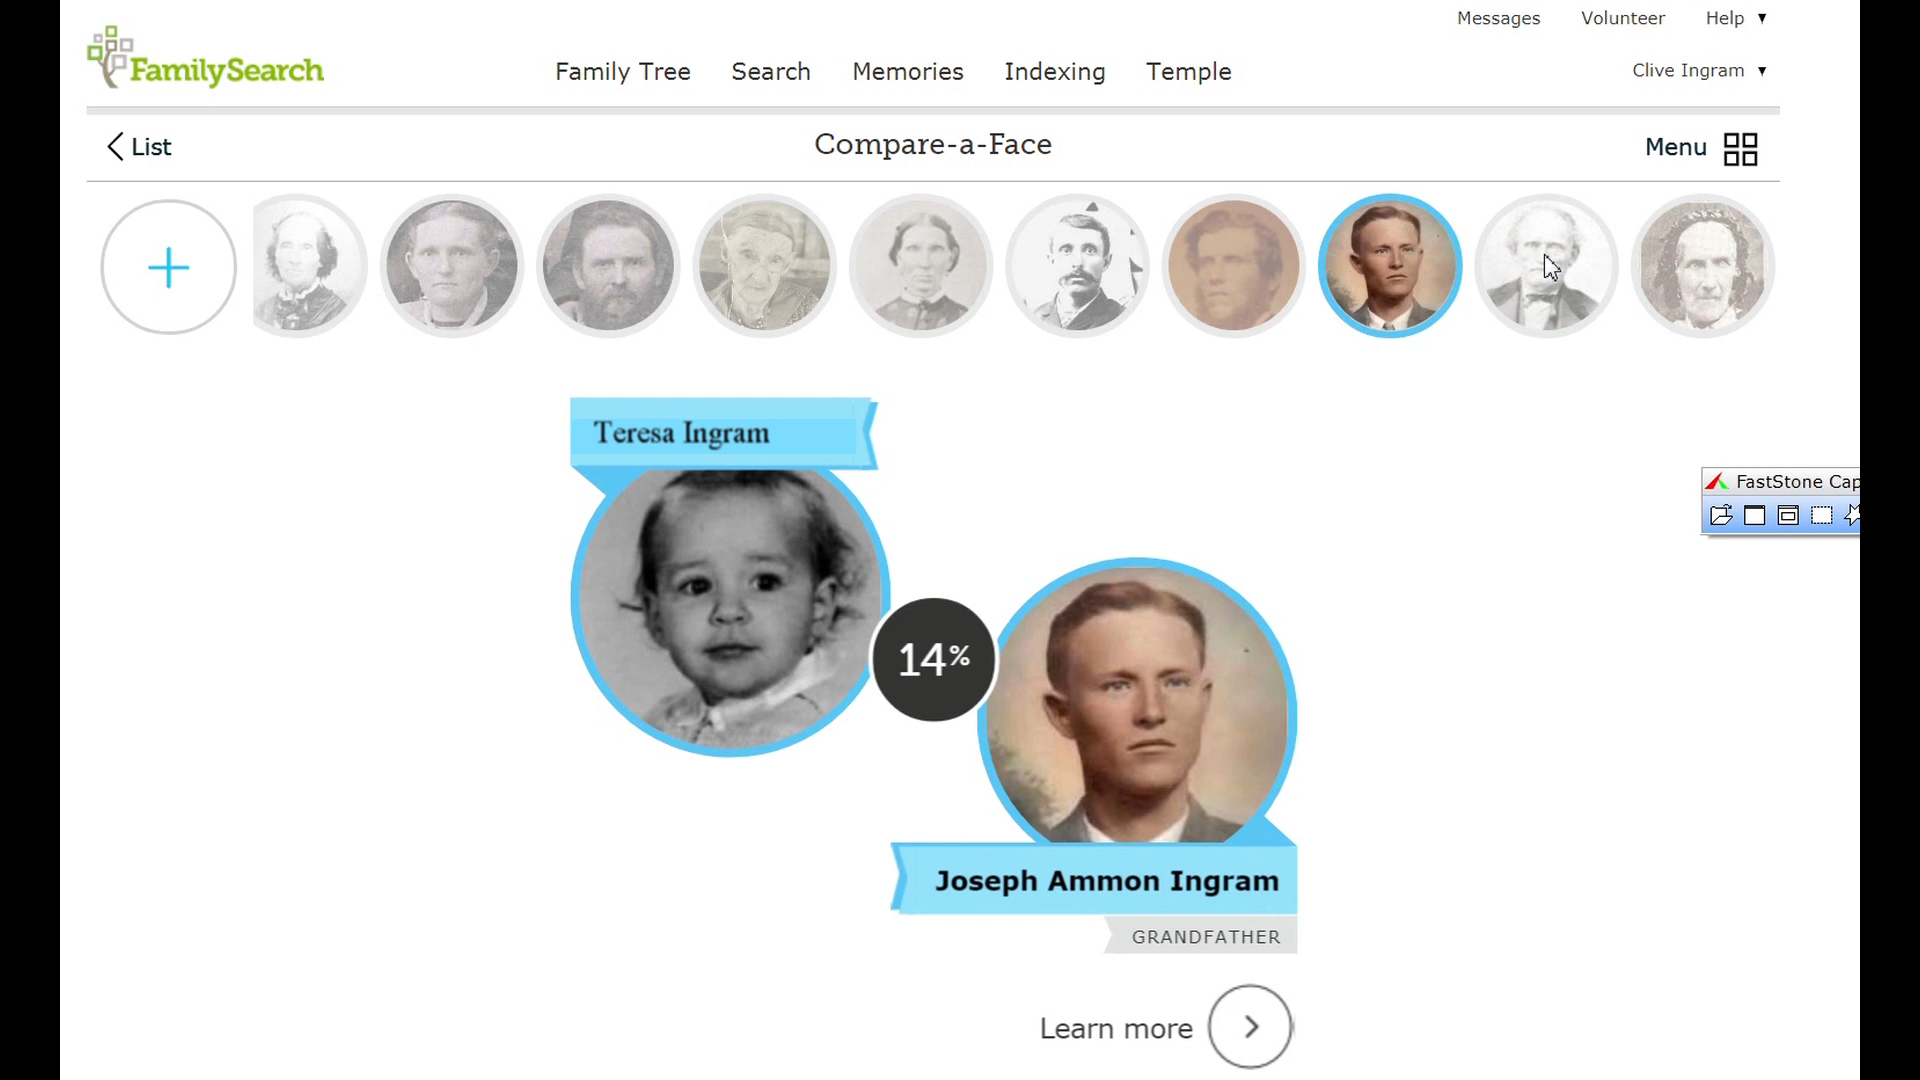 Messages Volunteer Help
FamilySearch
Family Tree Search Memories Indexing Temple
Clive Ingram
List
Compare-a-Face
Menu
Teresa Ingram
FastStone Cap
14%
Joseph Ammon Ingram
GRANDFATHER
Learn more